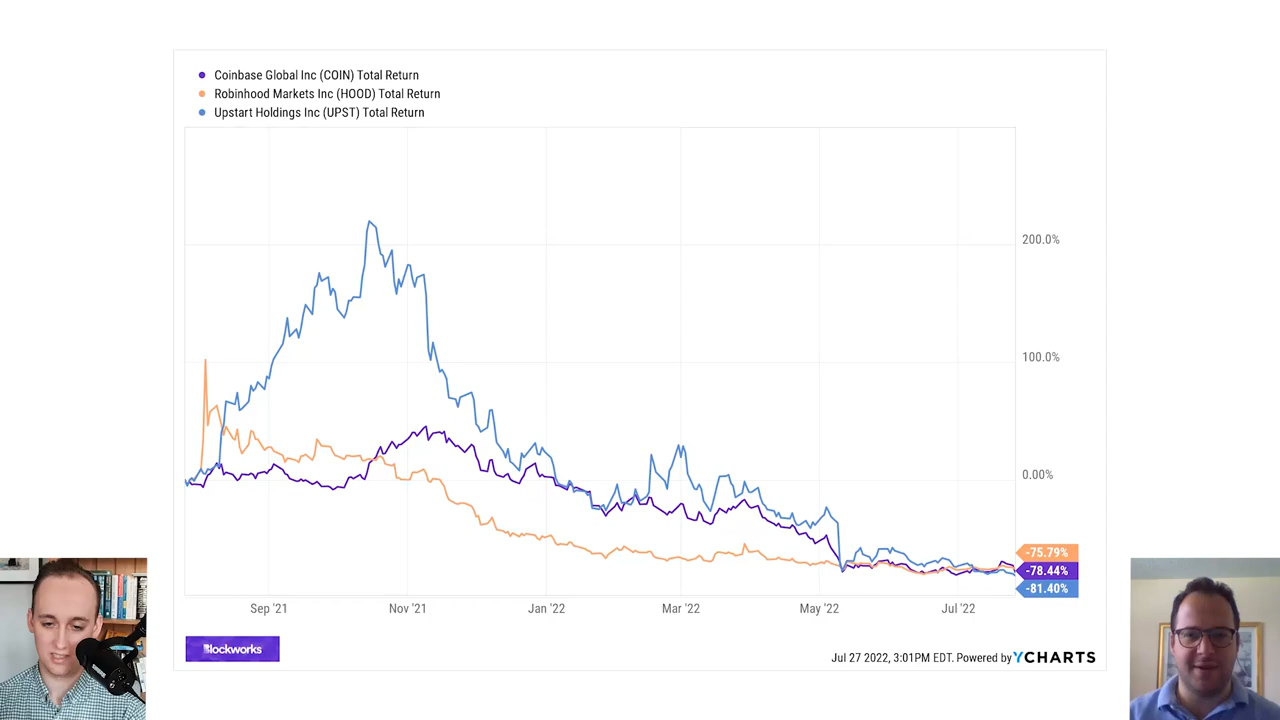 Coinbase Global Inc (COIN) Total Return
Robinhood Markets Inc (HOOD) Total Return
Upstart Holdings Inc (UPST) Total Return
200.0%
100.0%
0.00%
-75.79%
-78.44%
-81.40%
Sep '21 Nov '21 Jan '22 Mar '22 May '22 Jul '22
Blockworks
Jul 27 2022, 3:01PM EDT. Powered by YCHARTS